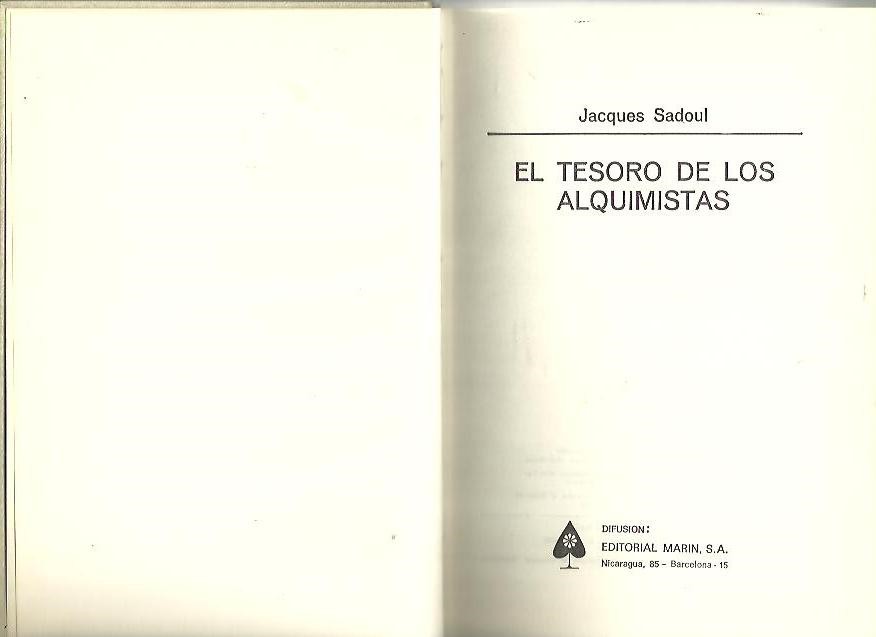 Jacques Sadoul
EL TESORO DE LOS
ALQUIMISTAS
DIFUSION:
EDITORIAL MARIN, S.A.
Nicaragua, 85 - Barcelona - 15